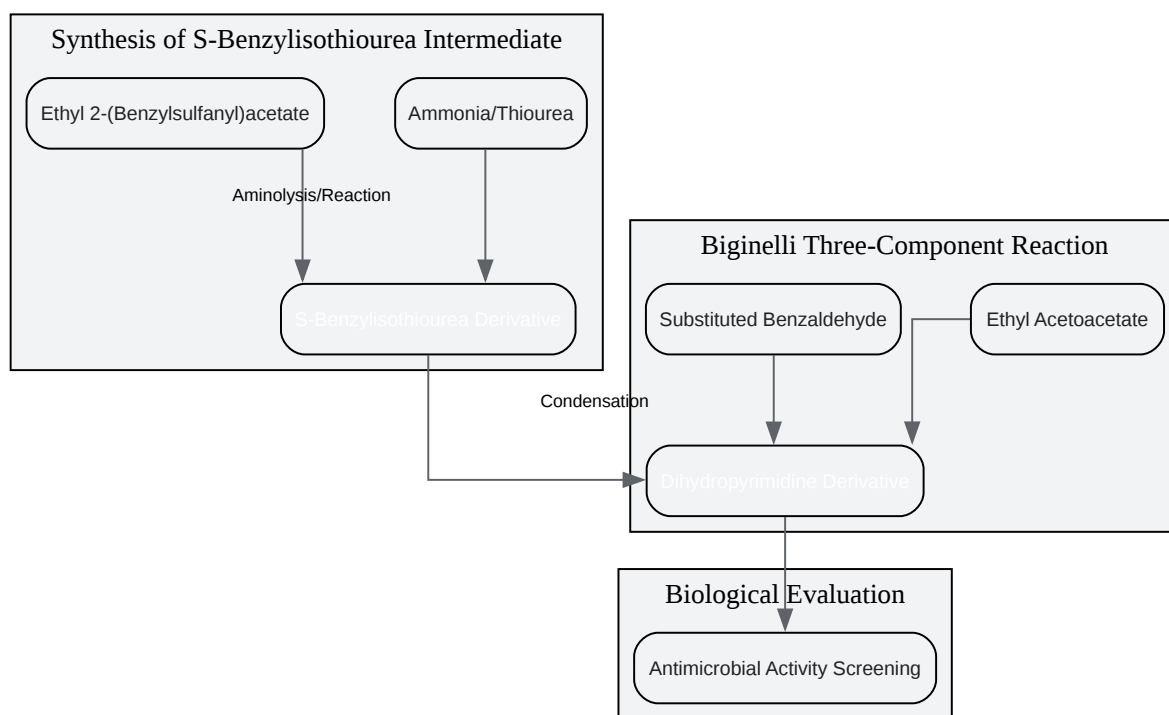 Synthesis of S-Benzylisothiourea Intermediate
Ethyl 2-(Benzylsulfanyl)acetate
Ammonia/Thiourea
Aminolysis/Reaction
S-Benzylisothiourea Derivative
Biginelli Three-Component Reaction
Substituted Benzaldehyde
Ethyl Acetoacetate
Condensation
Dihydropyrimidine Derivative
Biological Evaluation
Antimicrobial Activity Screening